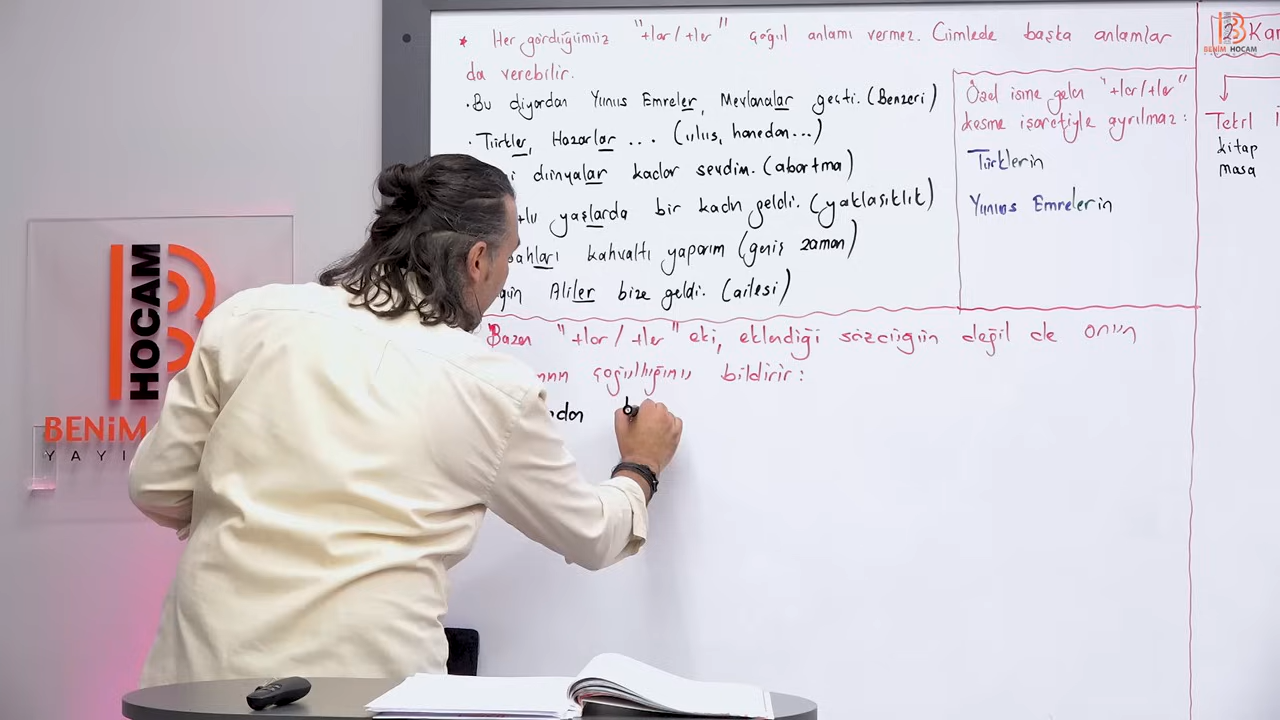 * Her gördüğümüz "+lar/+ler" çoğul anlamı vermez. Cümlede başka anlamlar
da verebilir.
• Bu diyardan Yunus Emreler, Mevlanalar geçti. (Benzeri)
• Türkler, Hazarlar ... (ulus, hanedan...)
dünyalar kadar sevdim. (abartma)
yaşlarda bir kadın geldi. (yaklaşıklık)
kahvaltı yaparım (geniş zaman)
Aliler bize geldi. (ailesi)
Özel isme gelen "+lar/+ler"
kesme işaretiyle ayrılmaz:
Türklerin
Yunus Emrelerin
Bazen "+lar/+ler" eki, eklendiği sözcüğün değil de onun
çoğulluğunu bildirir:
Tekil
kitap
masa
BENİM HOCAM
B HOCAM
BENİM
YAYI